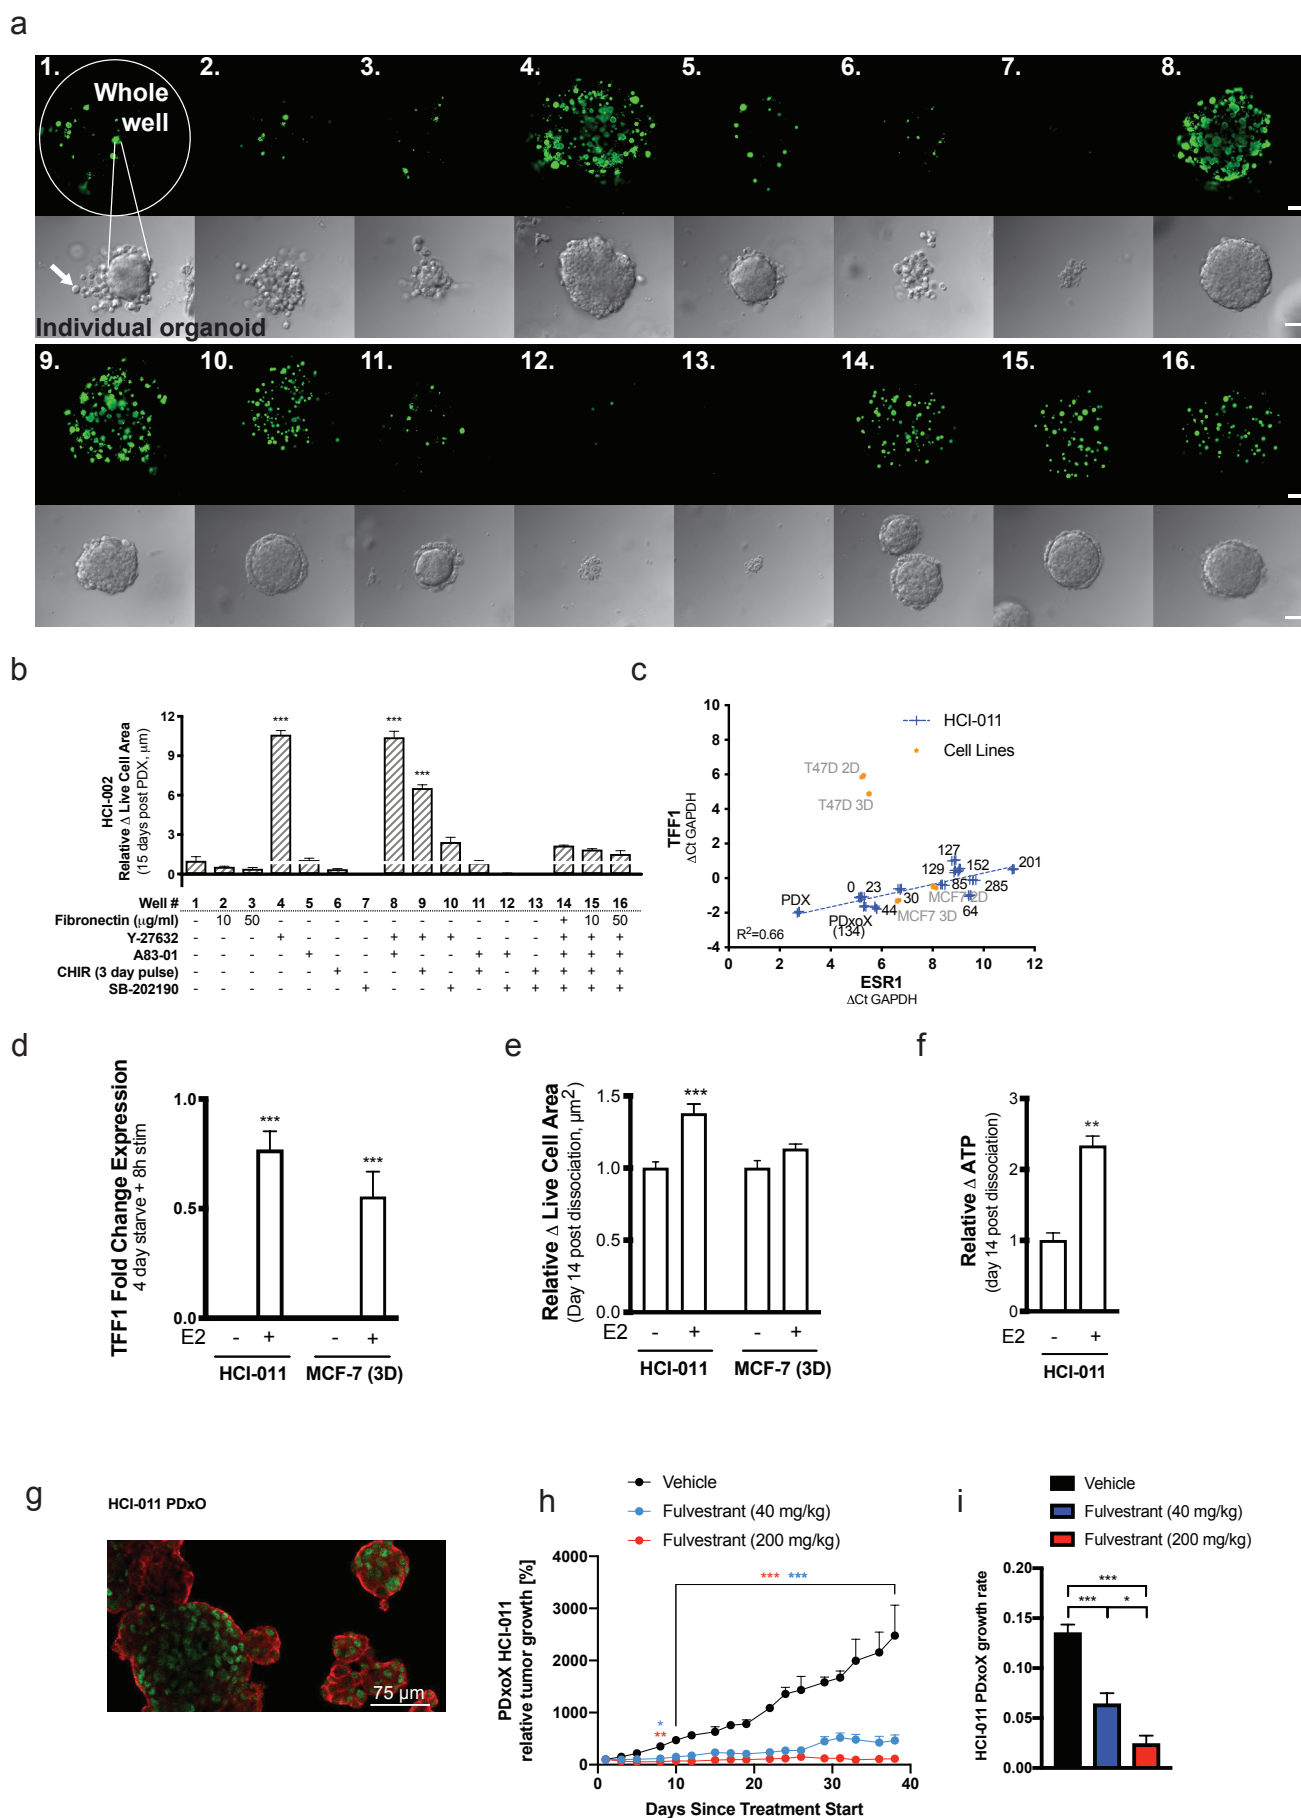 a
1. 2. 3. 4. 5. 6. 7. 8.
Whole
well
Individual organoid
9. 10. 11. 12. 13. 14. 15. 16.
b
HCI-002
Relative Δ Live Cell Area
(15 days post PDX, μm)
12
9
6
3
0
*** *** ***
Well # 1 2 3 4 5 6 7 8 9 10 11 12 13 14 15 16
Fibronectin (μg/ml) - 10 50 - - - - - - - - - - + 10 50
Y-27632 - - - + - - - + + + - - - + + +
A83-01 - - - - + - - + - - + + - + + +
CHIR (3 day pulse) - - - - - + - - + - + - + + + +
SB-202190 - - - - - - + - - + - + + + + +
c
TFF1
ΔCt GAPDH
10
8
6
4
2
0
-2
-4
HCI-011
Cell Lines
T47D 2D
T47D 3D
127
129
152
201
0
23
30
85
285
PDX
MCF7 2D
MCF7 3D
PDxoX
(134)
44
64
R²=0.66
0 2 4 6 8 10 12
ESR1
ΔCt GAPDH
d
TFF1 Fold Change Expression
4 day starve + 8h stim
1.0
0.5
0.0
***
***
E2 - + - +
HCI-011 MCF-7 (3D)
e
Relative Δ Live Cell Area
(Day 14 post dissociation, μm²)
1.5
1.0
0.5
0.0
***
E2 - + - +
HCI-011 MCF-7 (3D)
f
Relative Δ ATP
(day 14 post dissociation)
3
2
1
0
**
E2 - +
HCI-011
g
HCI-011 PDxO
75 μm
h
Vehicle
Fulvestrant (40 mg/kg)
Fulvestrant (200 mg/kg)
PDxoX HCI-011
relative tumor growth [%]
4000
3000
2000
1000
0
*** ***
*
**
0 10 20 30 40
Days Since Treatment Start
i
Vehicle
Fulvestrant (40 mg/kg)
Fulvestrant (200 mg/kg)
HCI-011 PDxoX growth rate
0.20
0.15
0.10
0.05
0.00
***
*** *